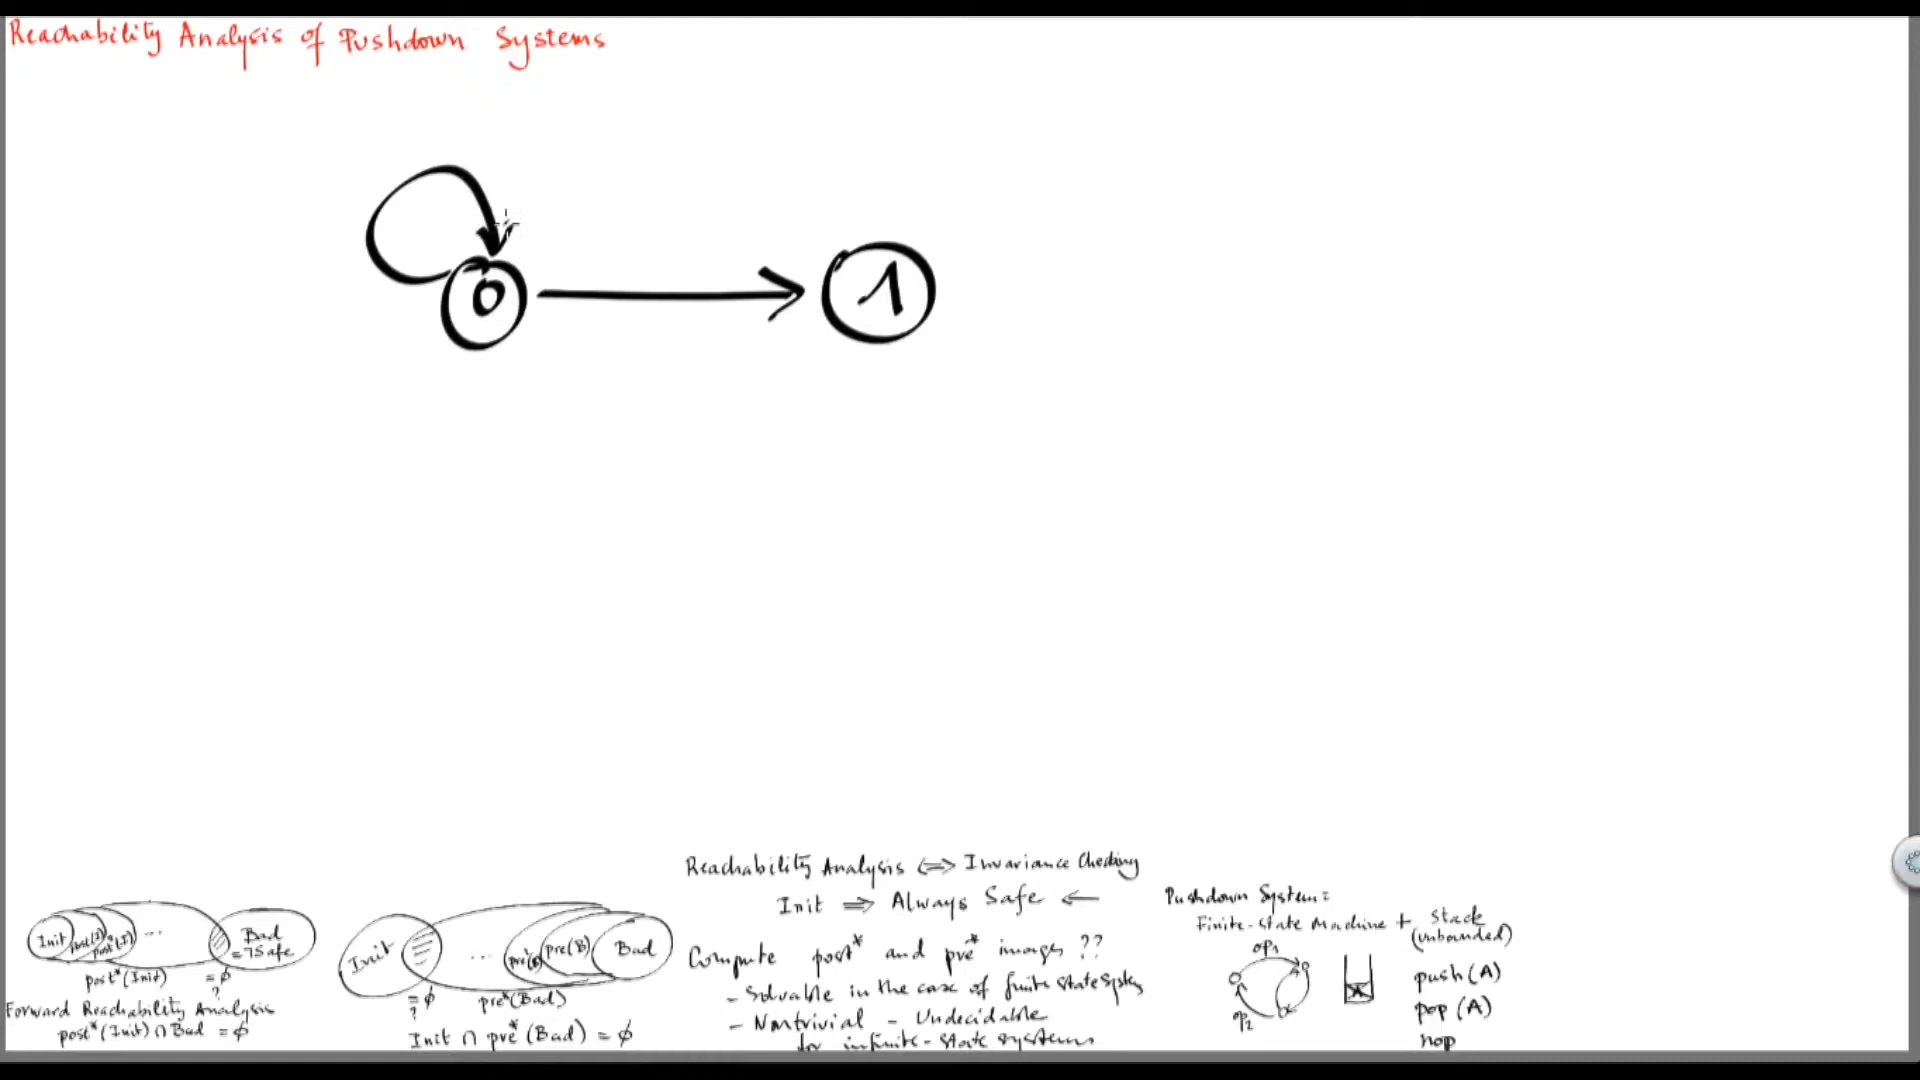 Reachability Analysis of Pushdown Systems
0
1
Init post(I) post²(I) ... Bad
= ¬Safe
post*(Init) = ∅
?
Forward Reachability Analysis
post*(Init) ∩ Bad = ∅
Init ... pre²(B) pre(B) Bad
= ∅
?
pre*(Bad)
Init ∩ pre*(Bad) = ∅
Reachability Analysis <=> Invariance Checking
Init => Always Safe <-
Compute post* and pre* images ??
- Solvable in the case of finite state systems
- Nontrivial - Undecidable
for infinite-state systems
Pushdown System =
Finite-State Machine + Stack
(unbounded)
op1
op2
A
push(A)
pop(A)
nop